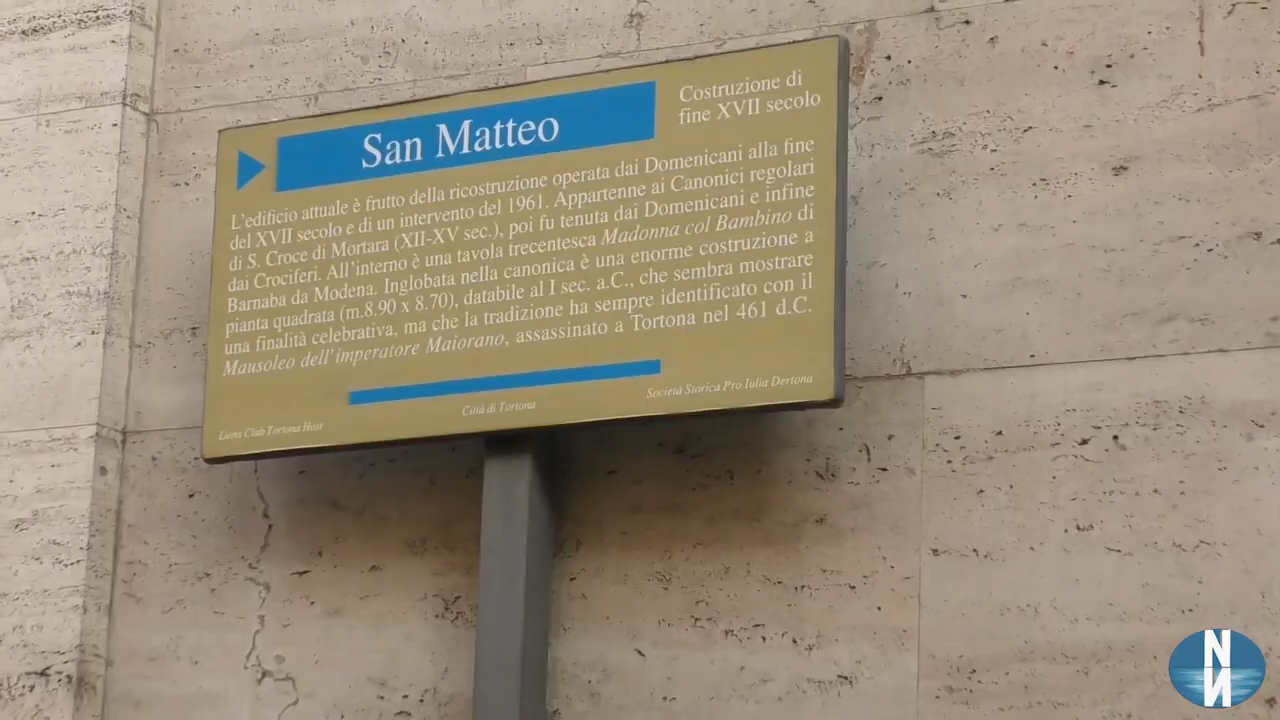 San Matteo
Costruzione di
fine XVII secolo
L'edificio attuale è frutto della ricostruzione operata dai Domenicani alla fine
del XVII secolo e di un intervento del 1961. Appartenne ai Canonici regolari
di S. Croce di Mortara (XII-XV sec.), poi fu tenuta dai Domenicani e infine
dai Crociferi. All'interno è una tavola trecentesca Madonna col Bambino di
Barnaba da Modena. Inglobata nella canonica è una enorme costruzione a
pianta quadrata (m.8.90 x 8.70), databile al I sec. a.C., che sembra mostrare
una finalità celebrativa, ma che la tradizione ha sempre identificato con il
Mausoleo dell'imperatore Maiorano, assassinato a Tortona nel 461 d.C.
Lions Club Tortona Host
Città di Tortona
Società Storica Pro Iulia Dertona
N
N